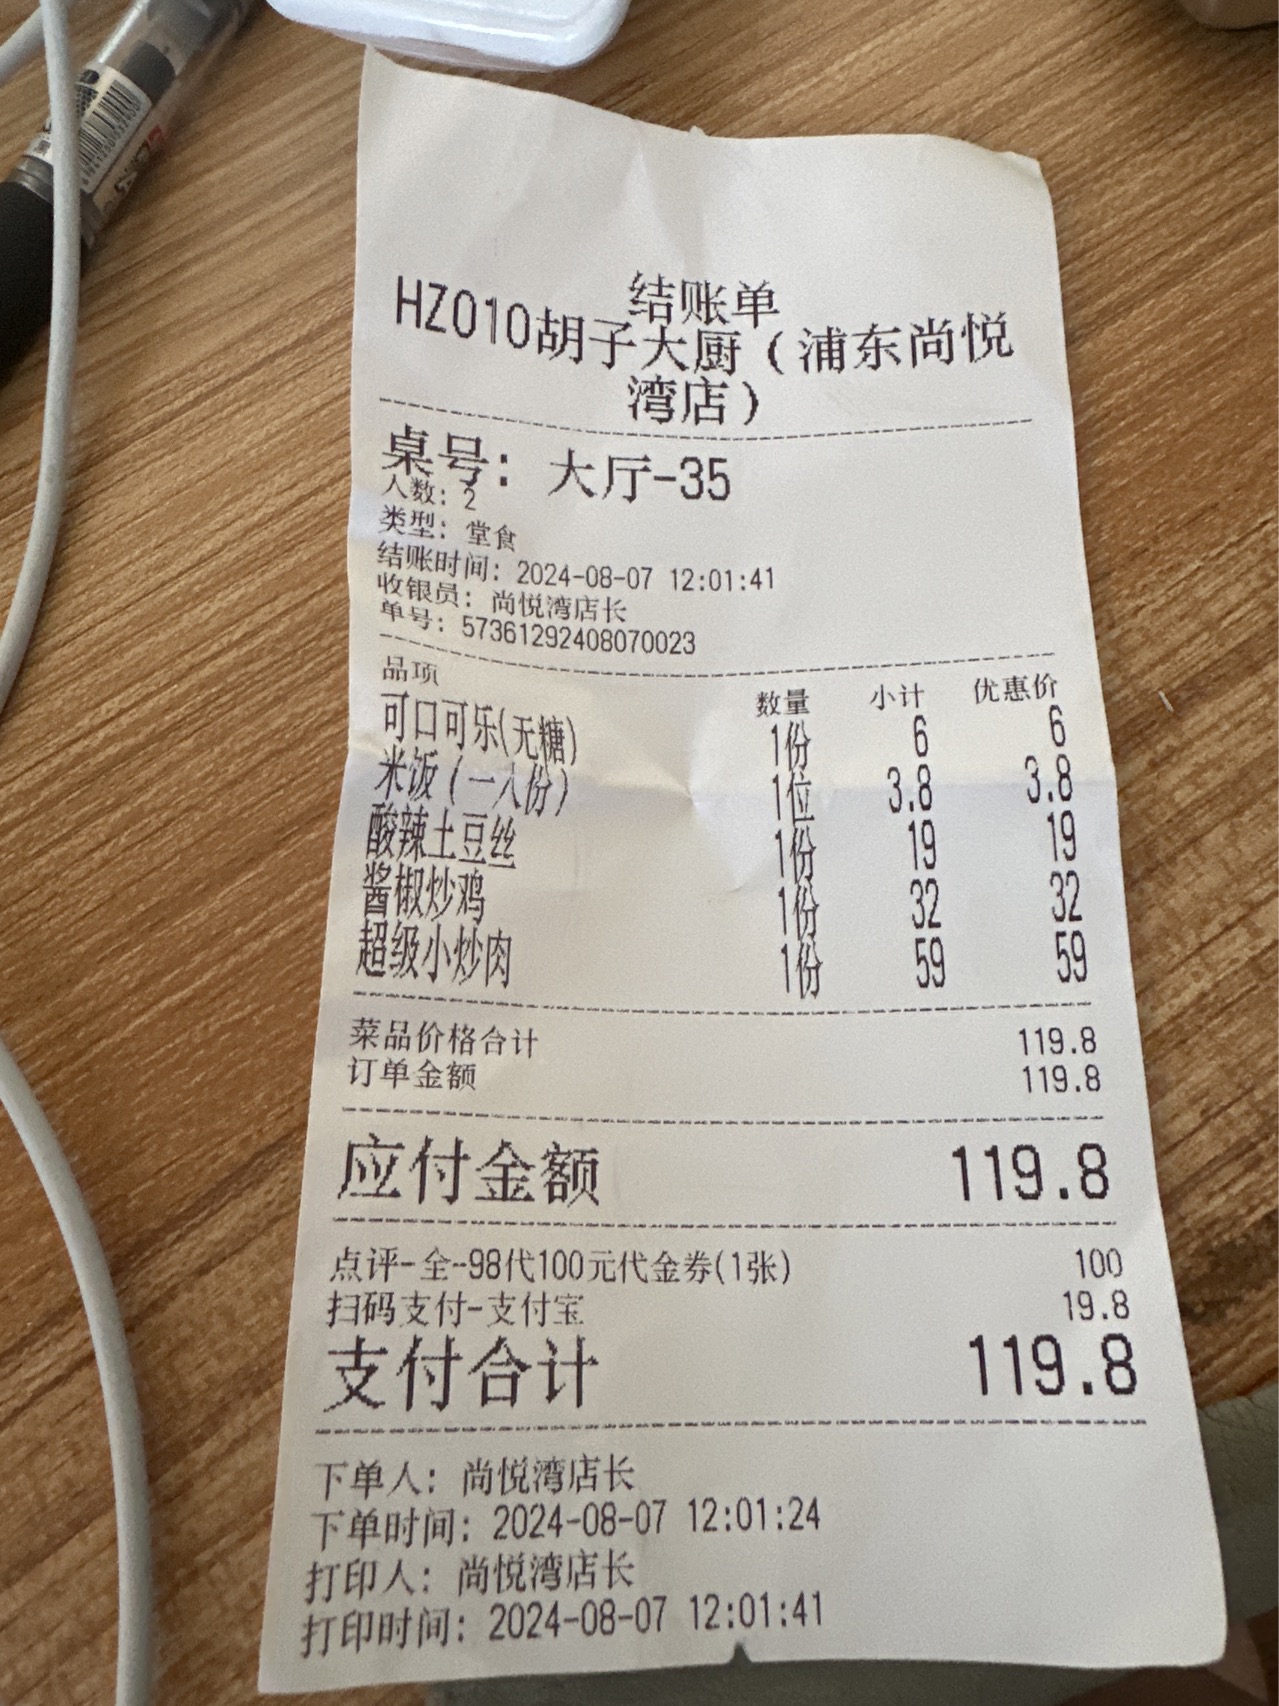 结账单
HZ010胡子大厨（浦东尚悦
湾店）
桌号: 大厅-35
人数: 2
类型: 堂食
结账时间: 2024-08-07 12:01:41
收银员: 尚悦湾店长
单号: 57361292408070023
品项 数量 小计 优惠价
可口可乐(无糖) 1份 6 6
米饭（一人份） 1位 3.8 3.8
酸辣土豆丝 1份 19 19
酱椒炒鸡 1份 32 32
超级小炒肉 1份 59 59
菜品价格合计 119.8
订单金额 119.8
应付金额 119.8
点评-全-98代100元代金券(1张) 100
扫码支付-支付宝 19.8
支付合计 119.8
下单人: 尚悦湾店长
下单时间: 2024-08-07 12:01:24
打印人: 尚悦湾店长
打印时间: 2024-08-07 12:01:41